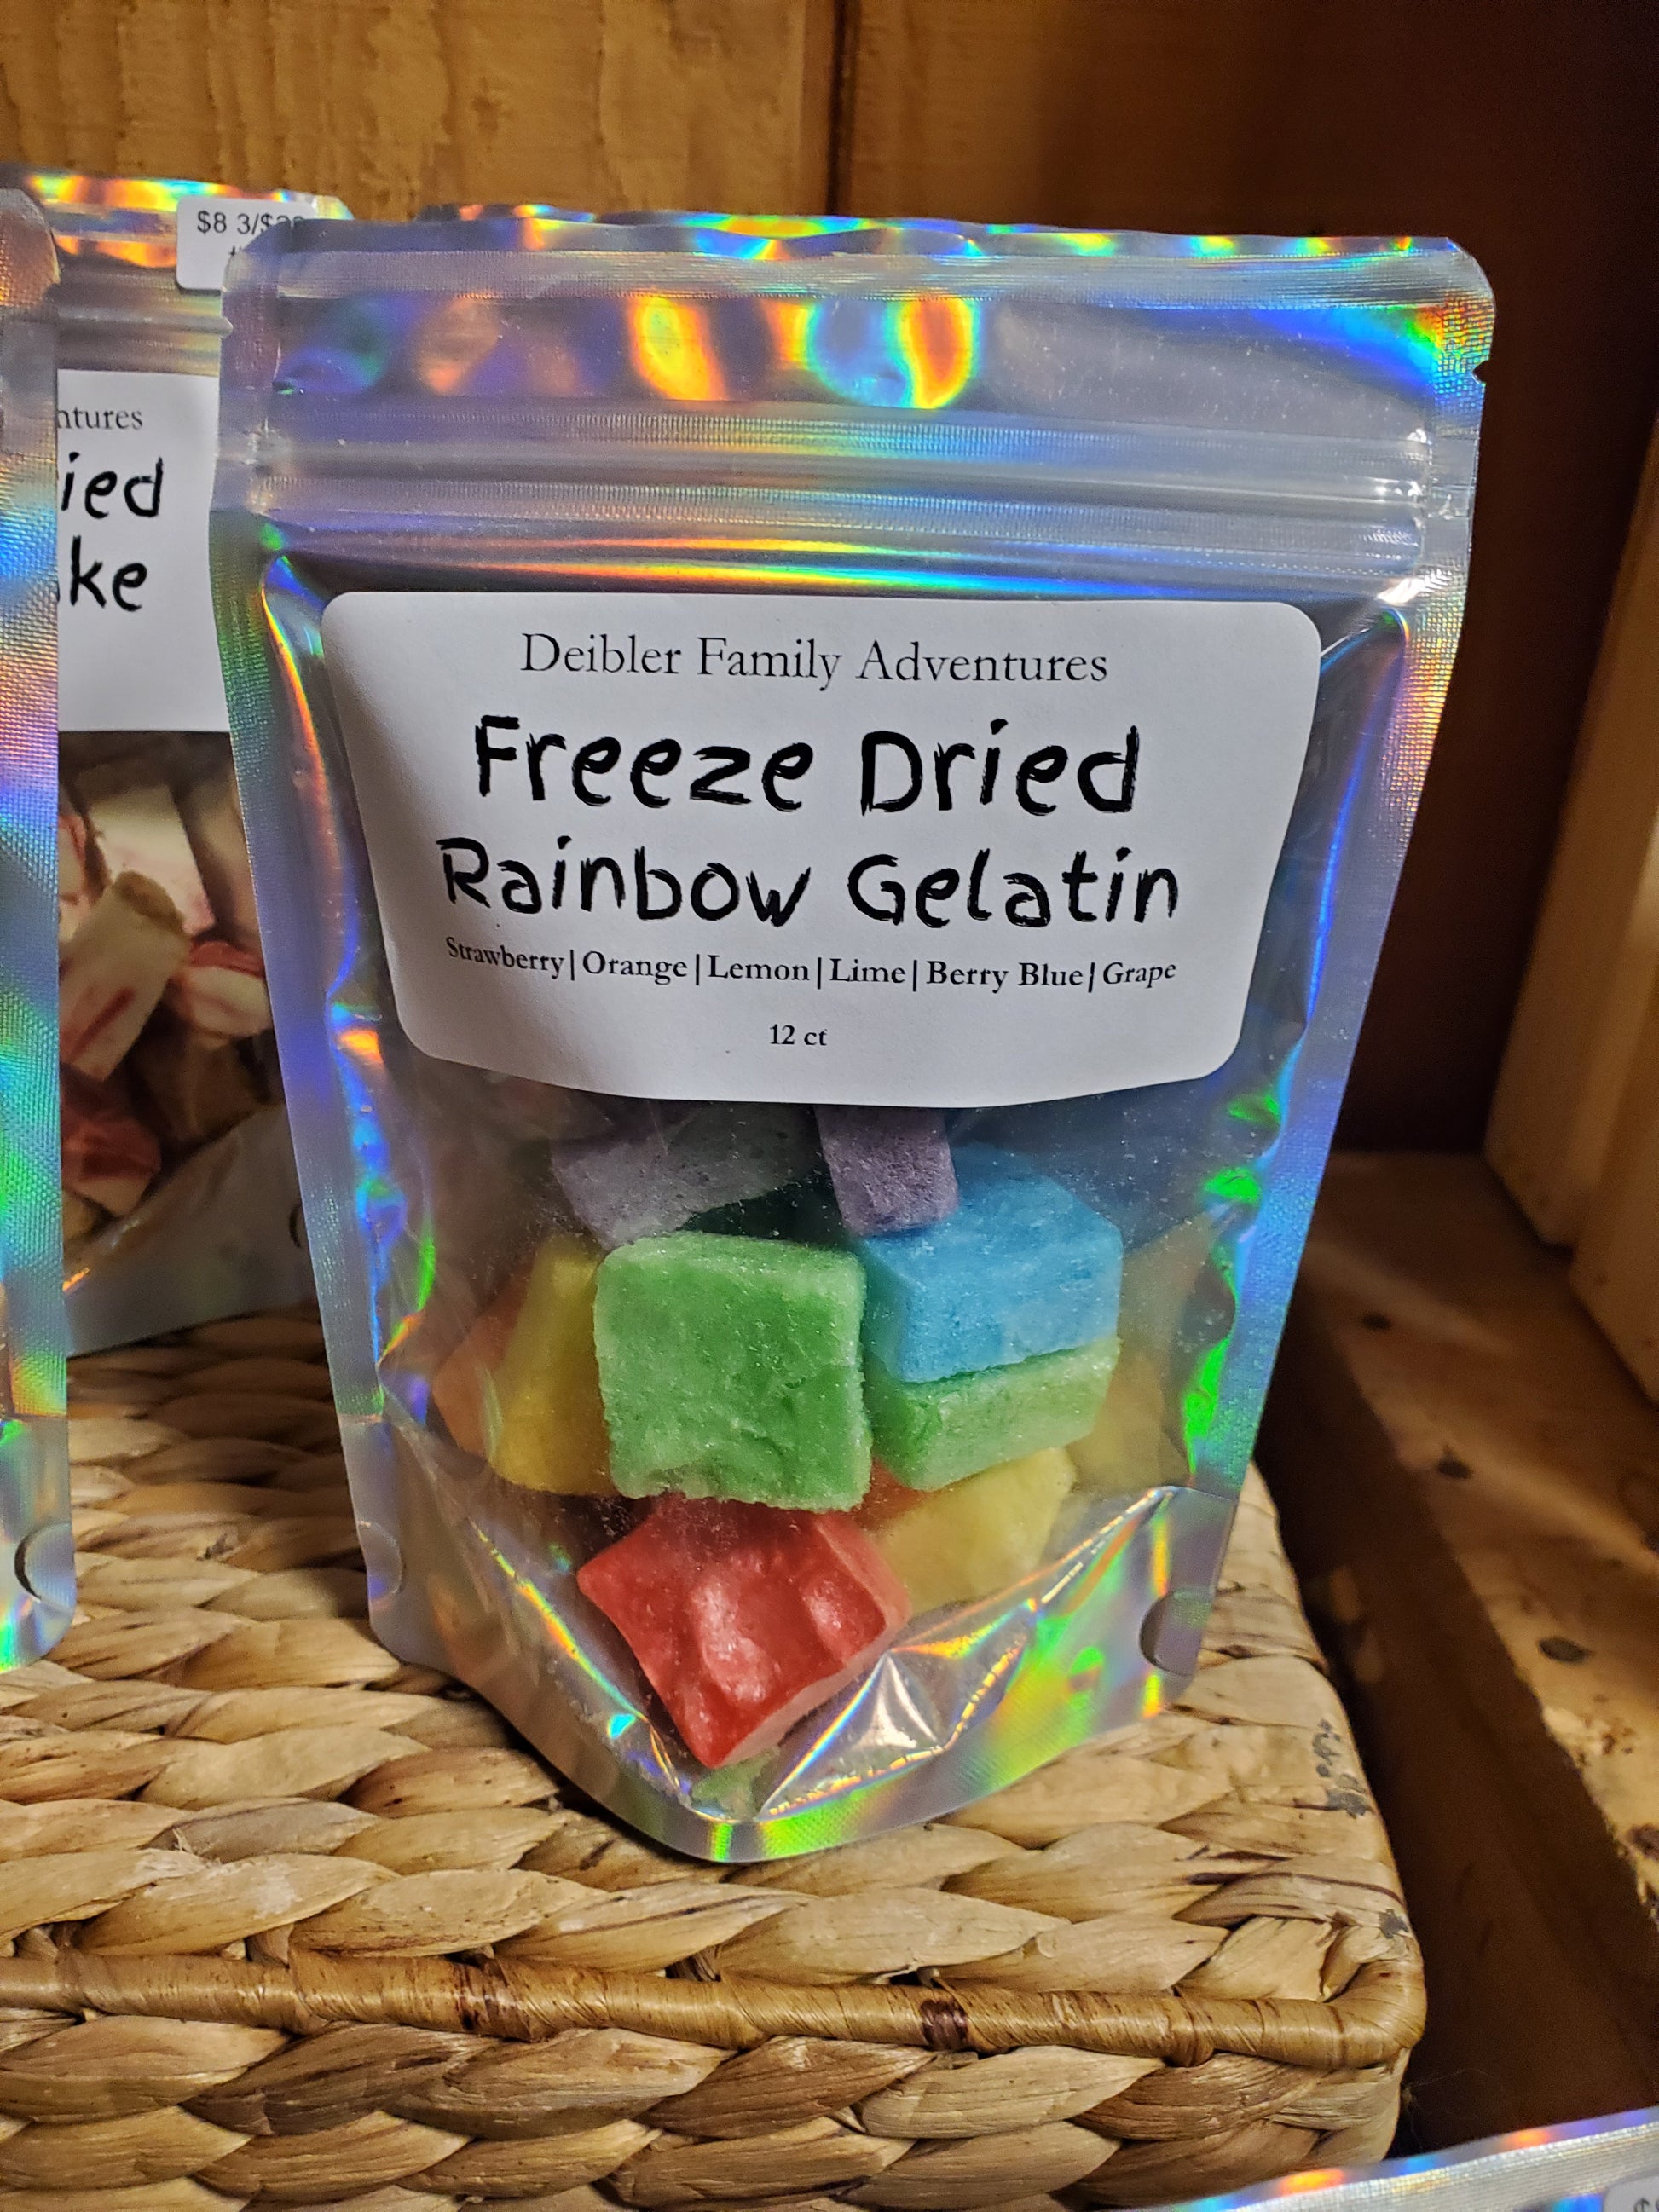 $8 3/$
ntures
ied
ke
Deibler Family Adventures
Freeze Dried
Rainbow Gelatin
Strawberry|Orange|Lemon|Lime|Berry Blue|Grape
12 ct